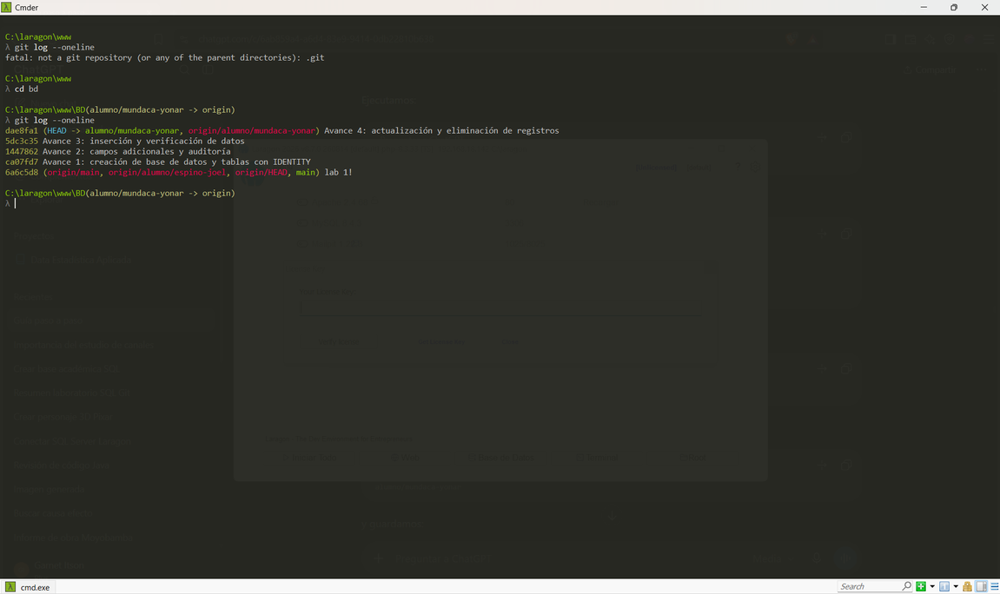 Cmder
C:\laragon\www
λ git log --oneline
fatal: not a git repository (or any of the parent directories): .git
C:\laragon\www
λ cd bd
C:\laragon\www\BD(alumno/mundaca-yonar -> origin)
λ git log --oneline
dae8fa1 (HEAD -> alumno/mundaca-yonar, origin/alumno/mundaca-yonar) Avance 4: actualización y eliminación de registros
5dc3c35 Avance 3: inserción y verificación de datos
1447862 Avance 2: campos adicionales y auditoría
ca07fd7 Avance 1: creación de base de datos y tablas con IDENTITY
6a6c5d8 (origin/main, origin/alumno/espino-joel, origin/HEAD, main) lab 1!
C:\laragon\www\BD(alumno/mundaca-yonar -> origin)
λ
cmd.exe
Search